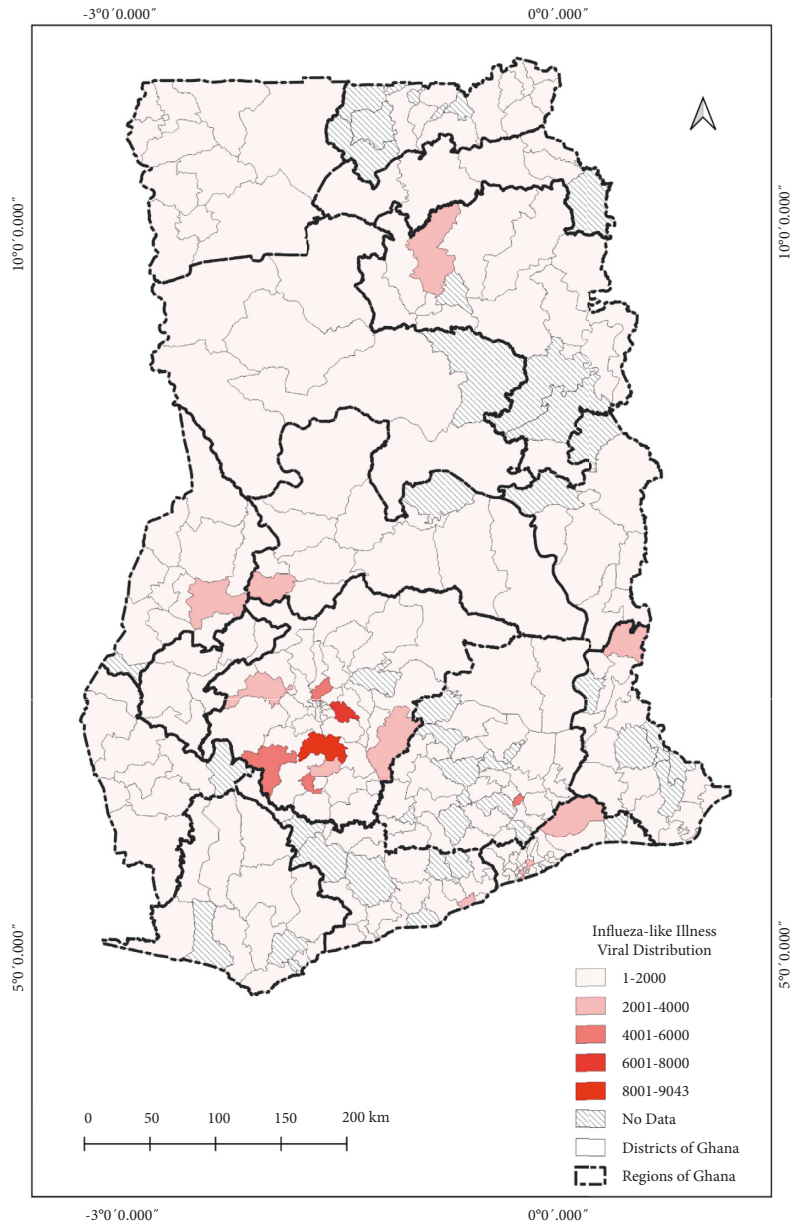 -3°0′0.000″ 0°0′.000″
10°0′0.000″ 10°0′0.000″
5°0′0.000″ 5°0′0.000″
Influeza-like Illness
Viral Distribution
1-2000
2001-4000
4001-6000
6001-8000
8001-9043
No Data
Districts of Ghana
Regions of Ghana
0 50 100 150 200 km
-3°0′0.000″ 0°0′.000″